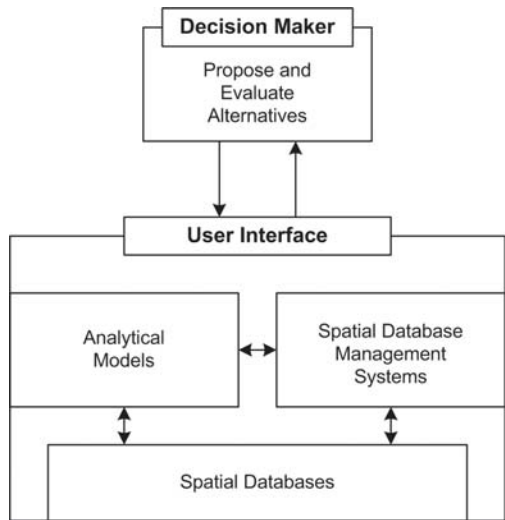 Decision Maker
Propose and
Evaluate
Alternatives
User Interface
Analytical
Models
Spatial Database
Management
Systems
Spatial Databases